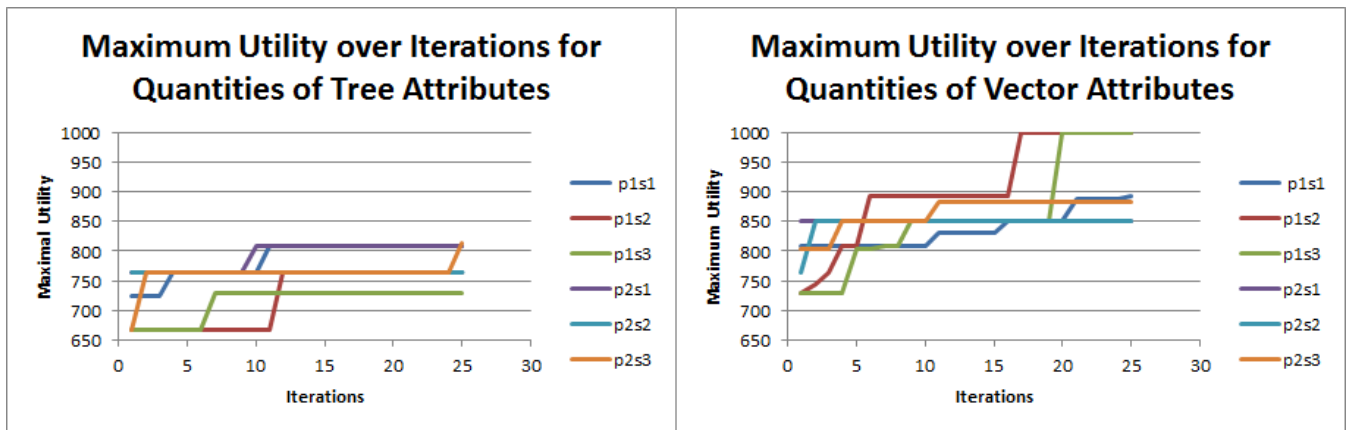 Maximum Utility over Iterations for
Quantities of Tree Attributes
Maximal Utility
1000
950
900
850
800
750
700
650
0 5 10 15 20 25 30
Iterations
p1s1
p1s2
p1s3
p2s1
p2s2
p2s3
Maximum Utility over Iterations for
Quantities of Vector Attributes
Maximum Utility
1000
950
900
850
800
750
700
650
0 5 10 15 20 25 30
Iterations
p1s1
p1s2
p1s3
p2s1
p2s2
p2s3